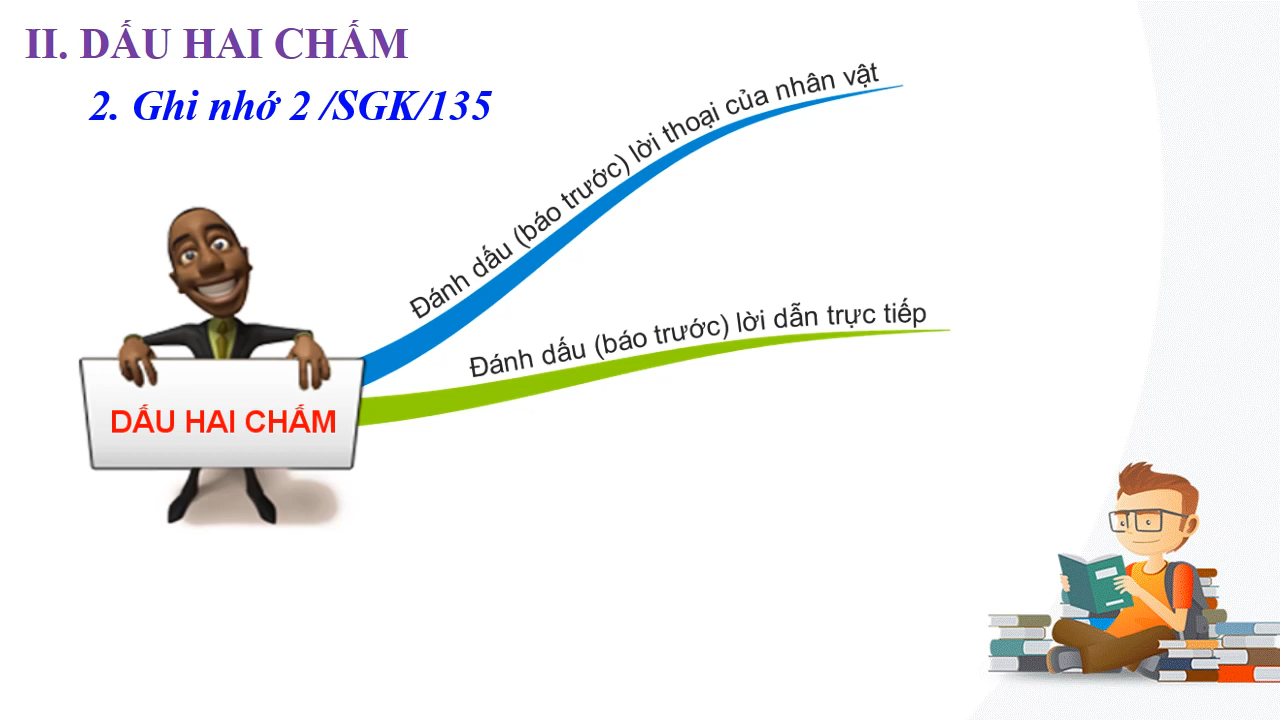 II. DẤU HAI CHẤM
2. Ghi nhớ 2 /SGK/135
Đánh dấu (báo trước) lời thoại của nhân vật
Đánh dấu (báo trước) lời dẫn trực tiếp
DẤU HAI CHẤM